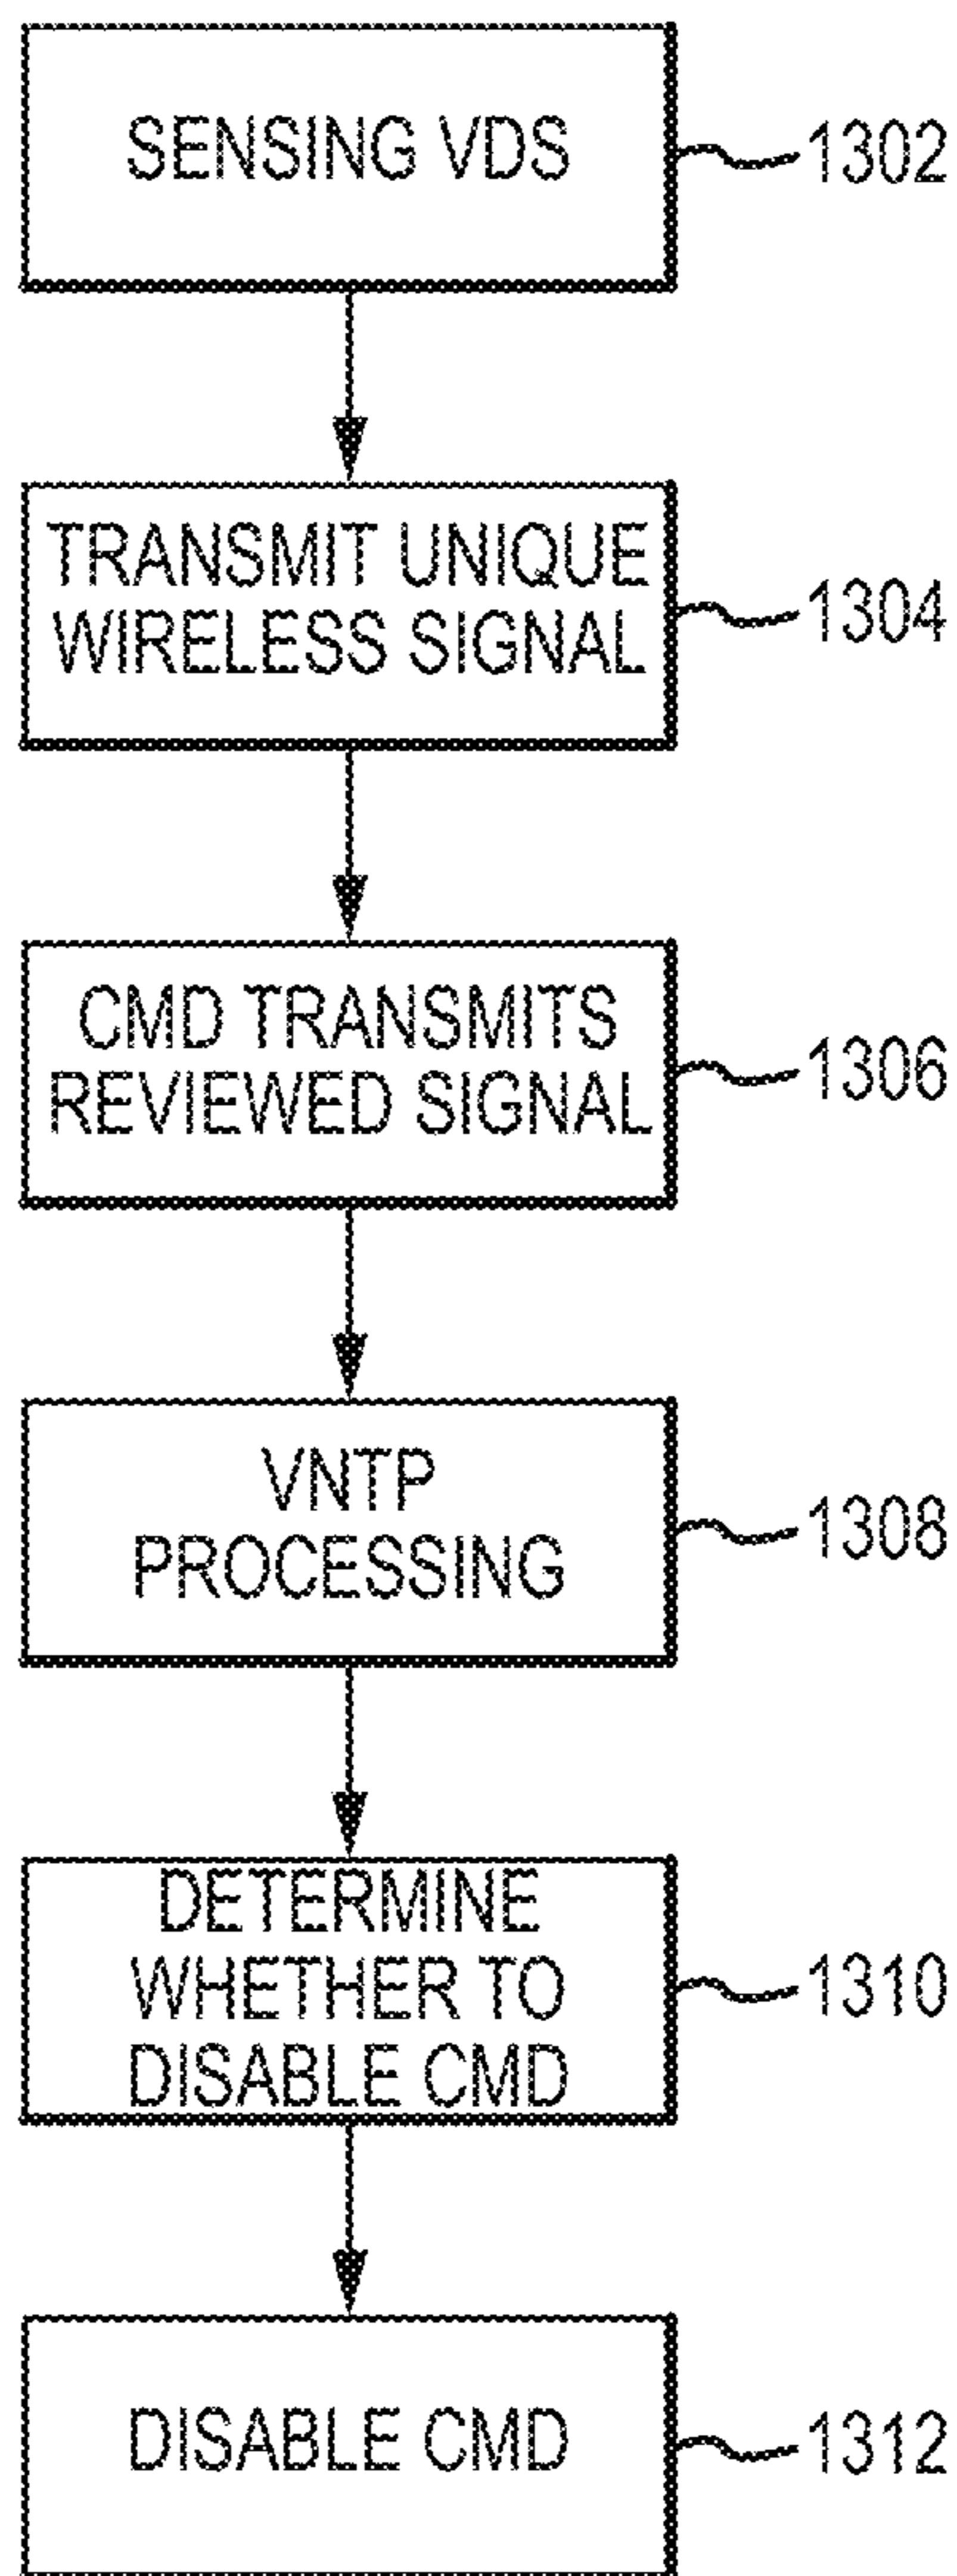 SENSING VDS
1302
TRANSMIT UNIQUE
WIRELESS SIGNAL
1304
CMD TRANSMITS
REVIEWED SIGNAL
1306
VNTP
PROCESSING
1308
DETERMINE
WHETHER TO
DISABLE CMD
1310
DISABLE CMD
1312